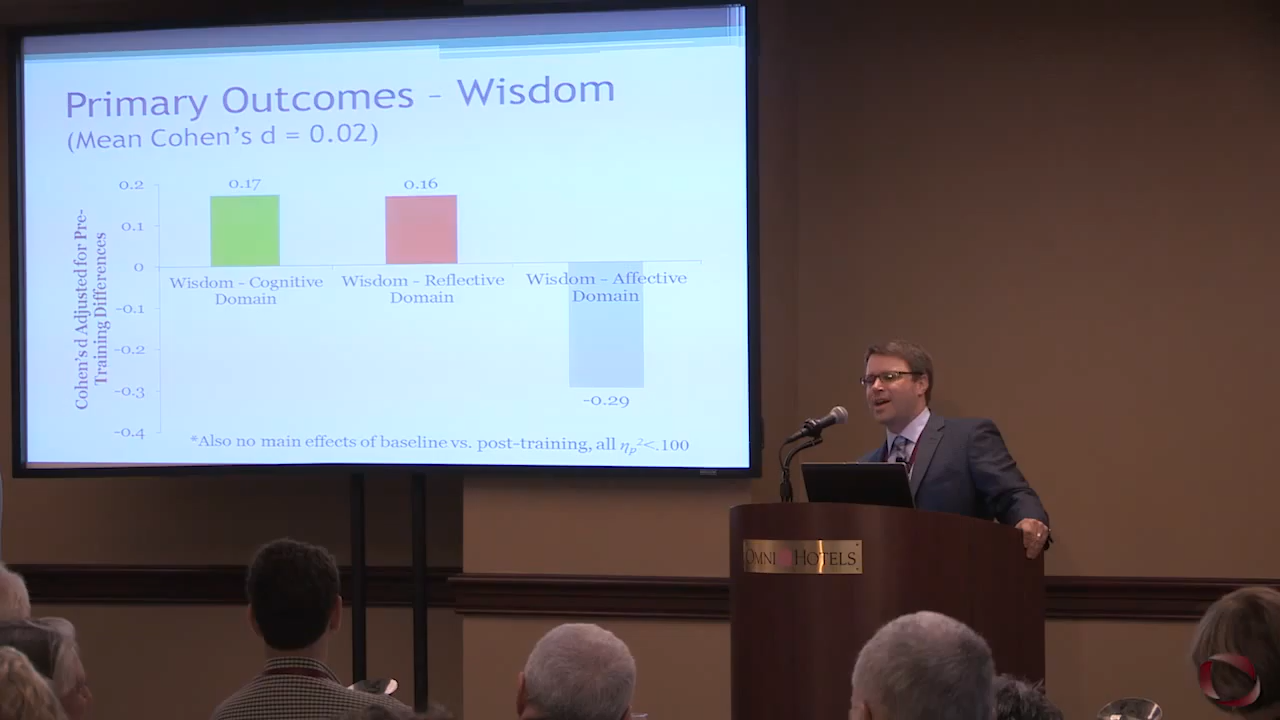 Primary Outcomes – Wisdom
(Mean Cohen's d = 0.02)
Cohen's d Adjusted for Pre-
Training Differences
0.2
0.1
0
-0.1
-0.2
-0.3
-0.4
0.17
0.16
-0.29
Wisdom – Cognitive
Domain
Wisdom – Reflective
Domain
Wisdom – Affective
Domain
*Also no main effects of baseline vs. post-training, all ηₚ²<.100
OMNI HOTELS